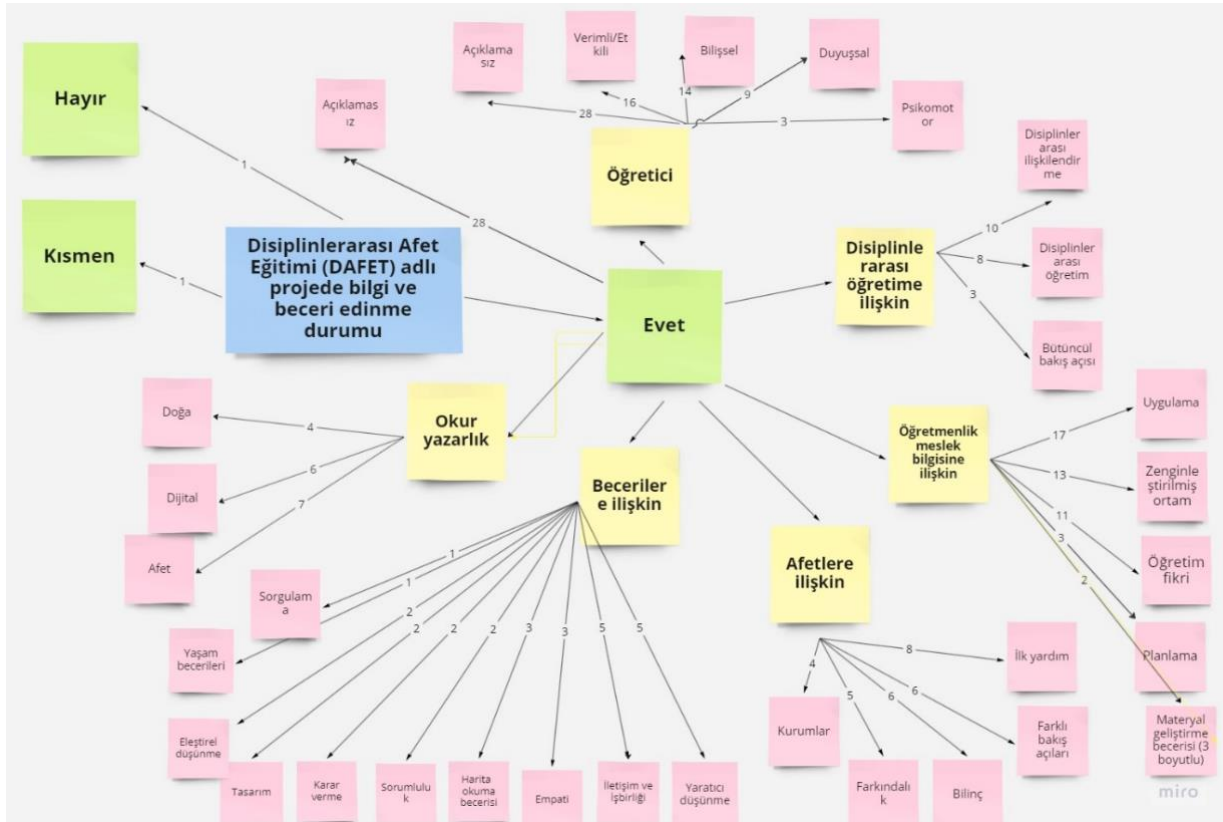 Hayır
Kısmen
Açıklamas
ız
1
1
28
Disiplinlerarası Afet
Eğitimi (DAFET) adlı
projede bilgi ve
beceri edinme
durumu
Evet
Açıklama
sız
Verimli/Et
kili
Bilişsel
Duyuşsal
Psikomot
or
28
16
14
9
3
Öğretici
Disiplinle
rarası
öğretime
ilişkin
10
8
3
Disiplinler
arası
ilişkilendir
me
Disiplinler
arası
öğretim
Bütüncül
bakış açısı
Okur
yazarlık
4
6
7
Doğa
Dijital
Afet
Beceriler
e ilişkin
1
1
2
2
2
2
3
3
5
5
Sorgulam
a
Yaşam
becerileri
Eleştirel
düşünme
Tasarım
Karar
verme
Sorumlulu
k
Harita
okuma
becerisi
Empati
İletişim ve
işbirliği
Yaratıcı
düşünme
Afetlere
ilişkin
4
5
6
6
8
Kurumlar
Farkındalı
k
Bilinç
Farklı
bakış
açıları
İlk yardım
Öğretmenlik
meslek
bilgisine
ilişkin
17
13
11
3
2
Uygulama
Zenginle
ştirilmiş
ortam
Öğretim
fikri
Planlama
Materyal
geliştirme
becerisi (3
boyutlu)
miro